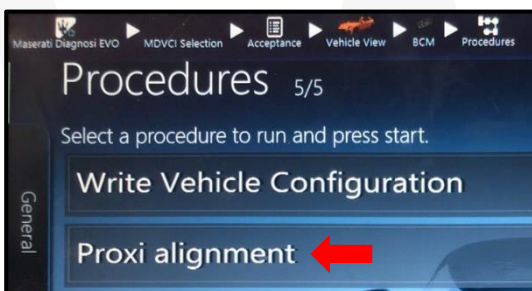 Maserati Diagnosi EVO MDVCI Selection Acceptance Vehicle View BCM Procedures
Procedures 5/5
Select a procedure to run and press start.
General
Write Vehicle Configuration
Proxi alignment